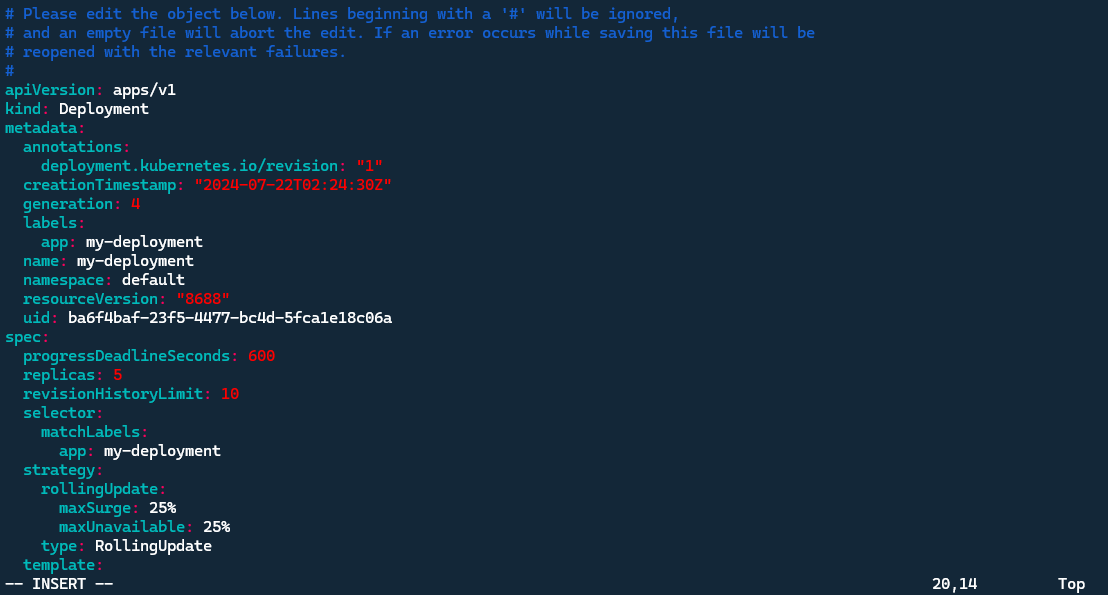 # Please edit the object below. Lines beginning with a '#' will be ignored,
# and an empty file will abort the edit. If an error occurs while saving this file will be
# reopened with the relevant failures.
#
apiVersion: apps/v1
kind: Deployment
metadata:
  annotations:
    deployment.kubernetes.io/revision: "1"
  creationTimestamp: "2024-07-22T02:24:30Z"
  generation: 4
  labels:
    app: my-deployment
  name: my-deployment
  namespace: default
  resourceVersion: "8688"
  uid: ba6f4baf-23f5-4477-bc4d-5fca1e18c06a
spec:
  progressDeadlineSeconds: 600
  replicas: 5
  revisionHistoryLimit: 10
  selector:
    matchLabels:
      app: my-deployment
  strategy:
    rollingUpdate:
      maxSurge: 25%
      maxUnavailable: 25%
    type: RollingUpdate
  template:
-- INSERT -- 20,14 Top